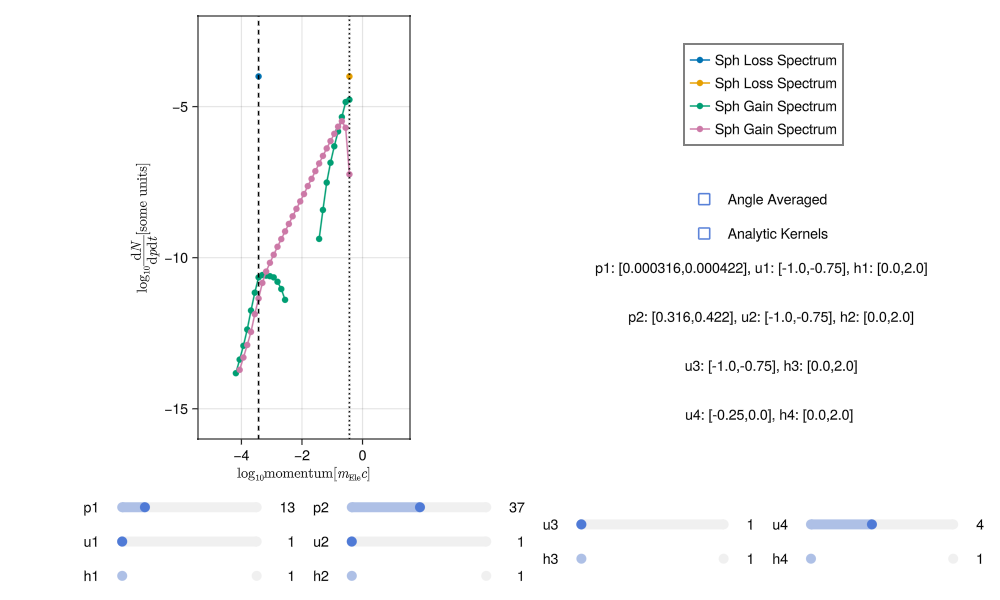 Sph Loss Spectrum
Sph Loss Spectrum
Sph Gain Spectrum
Sph Gain Spectrum
−5
−10
−15
log₁₀ dN/dpdt [some units]
−4 −2 0
log₁₀momentum[m_Ele c]
Angle Averaged
Analytic Kernels
p1: [0.000316,0.000422], u1: [-1.0,-0.75], h1: [0.0,2.0]
p2: [0.316,0.422], u2: [-1.0,-0.75], h2: [0.0,2.0]
u3: [-1.0,-0.75], h3: [0.0,2.0]
u4: [-0.25,0.0], h4: [0.0,2.0]
p1 13 p2 37
u1 1 u2 1
h1 1 h2 1
u3 1 u4 4
h3 1 h4 1